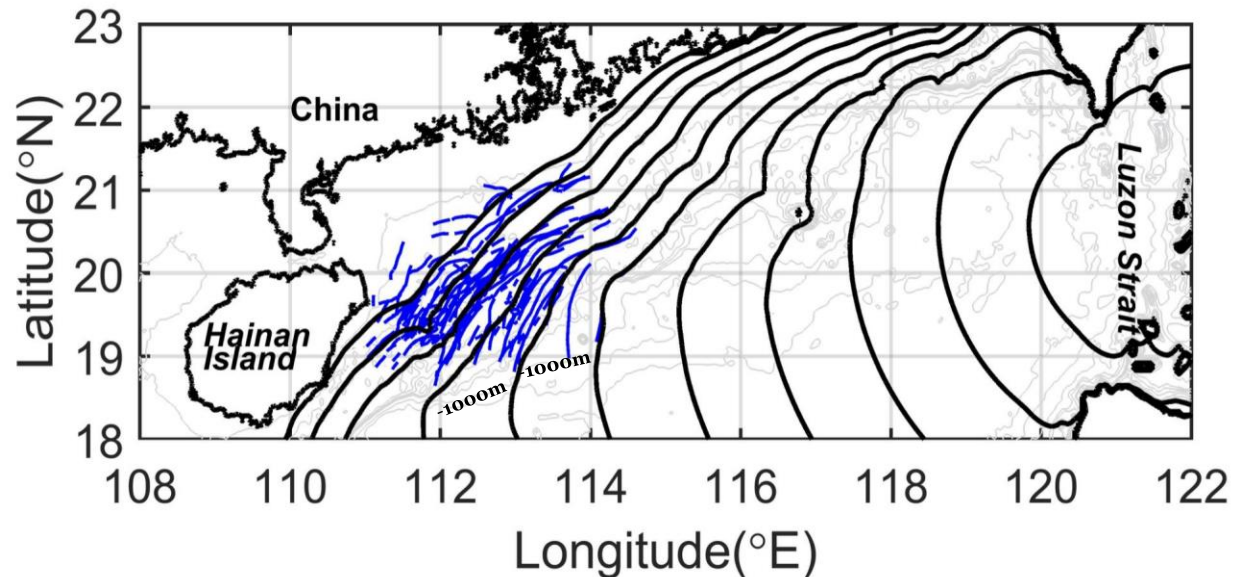 23
22
21
20
19
18
Latitude(°N)
China
Hainan
Island
-1000m
-1000m
Luzon Strait
108
110
112
114
116
118
120
122
Longitude(°E)